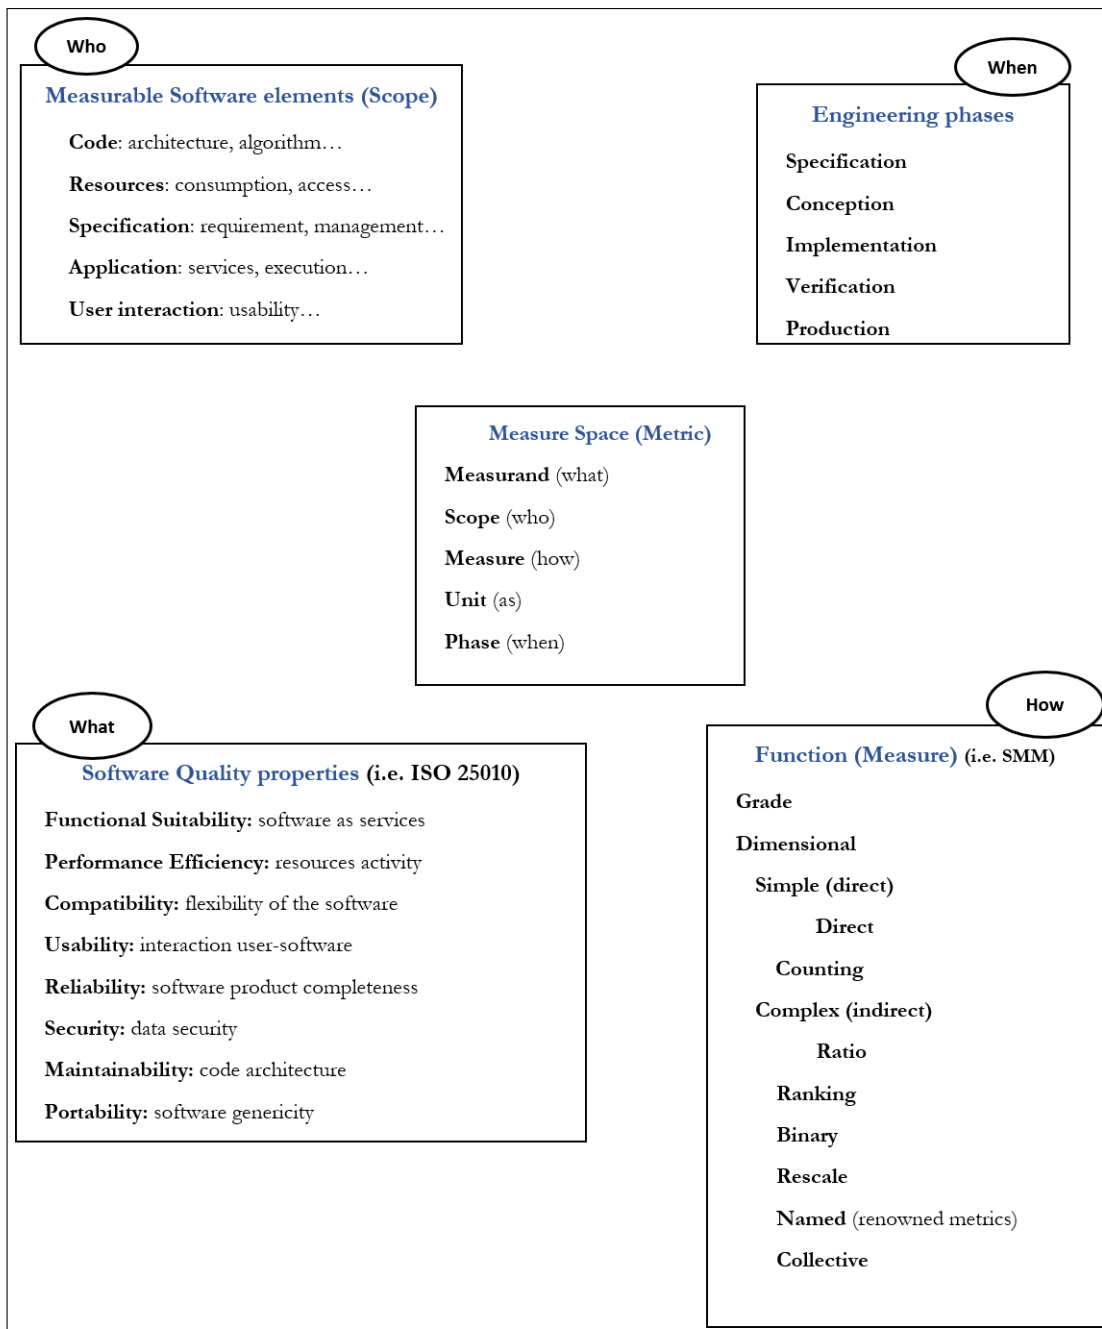 Who
Measurable Software elements (Scope)
Code: architecture, algorithm…
Resources: consumption, access…
Specification: requirement, management…
Application: services, execution…
User interaction: usability…
When
Engineering phases
Specification
Conception
Implementation
Verification
Production
Measure Space (Metric)
Measurand (what)
Scope (who)
Measure (how)
Unit (as)
Phase (when)
What
Software Quality properties (i.e. ISO 25010)
Functional Suitability: software as services
Performance Efficiency: resources activity
Compatibility: flexibility of the software
Usability: interaction user-software
Reliability: software product completeness
Security: data security
Maintainability: code architecture
Portability: software genericity
How
Function (Measure) (i.e. SMM)
Grade
Dimensional
Simple (direct)
Direct
Counting
Complex (indirect)
Ratio
Ranking
Binary
Rescale
Named (renowned metrics)
Collective